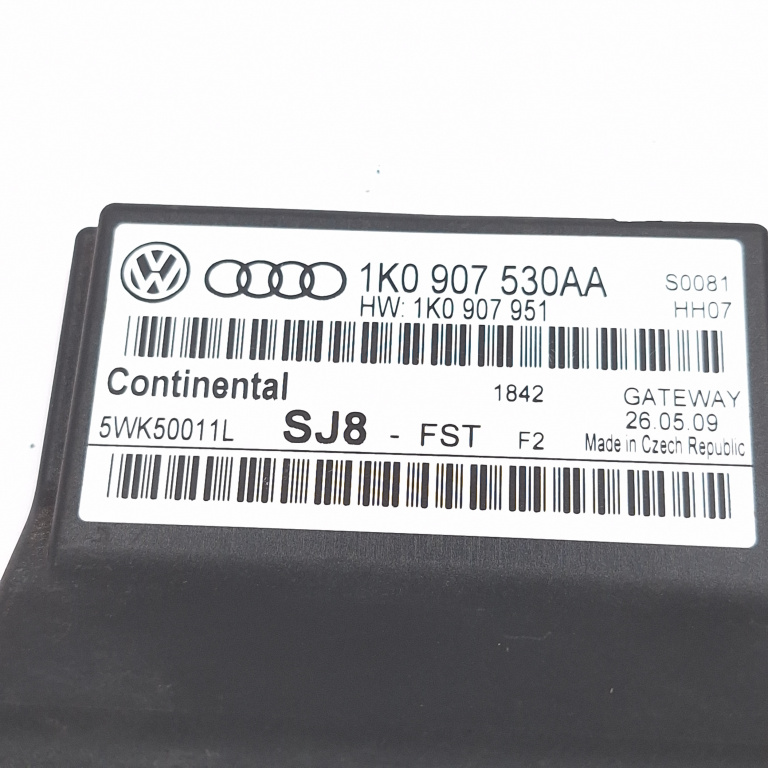 1K0 907 530AA S0081
HW: 1K0 907 951 HH07
Continental 1842 GATEWAY
5WK50011L SJ8 - FST F2 26.05.09
Made in Czech Republic